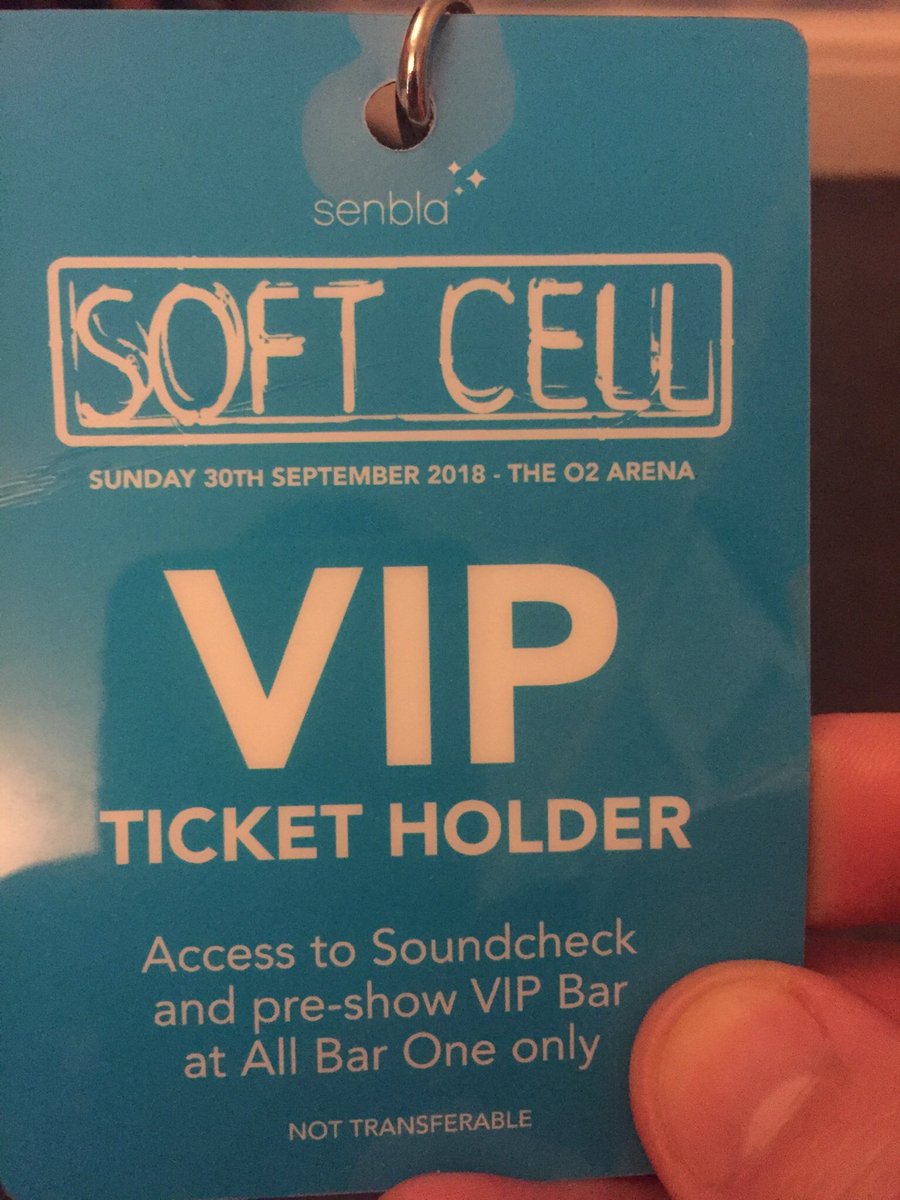 senbla
SOFT CELL
SUNDAY 30TH SEPTEMBER 2018 - THE O2 ARENA
VIP
TICKET HOLDER
Access to Soundcheck
and pre-show VIP Bar
at All Bar One only
NOT TRANSFERABLE